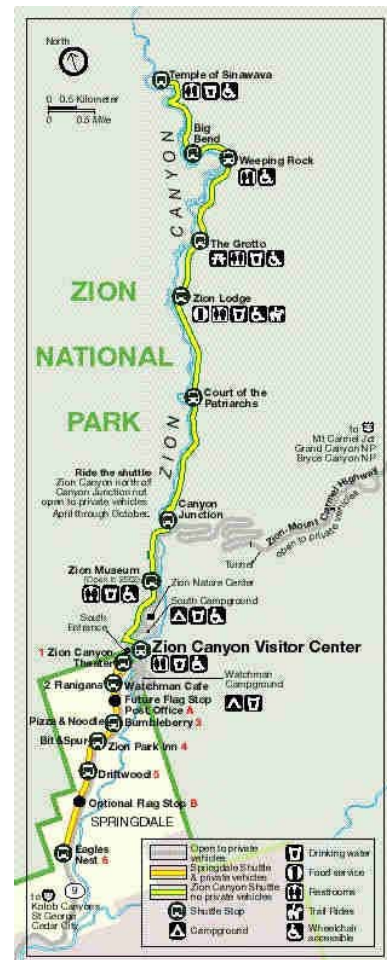 North
0 0.5 Kilometer
0 0.5 Mile
Temple of Sinawava
Big
Bend
Weeping Rock
ZION CANYON
The Grotto
ZION
NATIONAL
PARK
Zion Lodge
Court of the
Patriarchs
to
Mt Carmel Jct
Grand Canyon NP
Bryce Canyon NP
Ride the shuttle
Zion Canyon north of
Canyon Junction not
open to private vehicles
April through October.
Zion-Mount Carmel Highway
open to private vehicles
Canyon
Junction
Tunnel
Zion Museum
(Open in 2002)
Zion Nature Center
South Campground
South
Entrance
Zion Canyon Visitor Center
1 Zion Canyon
Theater
Watchman
Campground
2 Flanigans
Watchman Cafe
Future Flag Stop
Post Office A
Pizza & Noodle
Bumbleberry 3
Bit & Spur
Zion Park Inn 4
Driftwood 5
Optional Flag Stop B
SPRINGDALE
Eagles
Nest 6
9
to
Kolob Canyons
St George
Cedar City
Open to private
vehicles
Springdale Shuttle
& private vehicles
Zion Canyon Shuttle
no private vehicles
Shuttle Stop
Campground
Drinking water
Food service
Restrooms
Trail Rides
Wheelchair
accessible